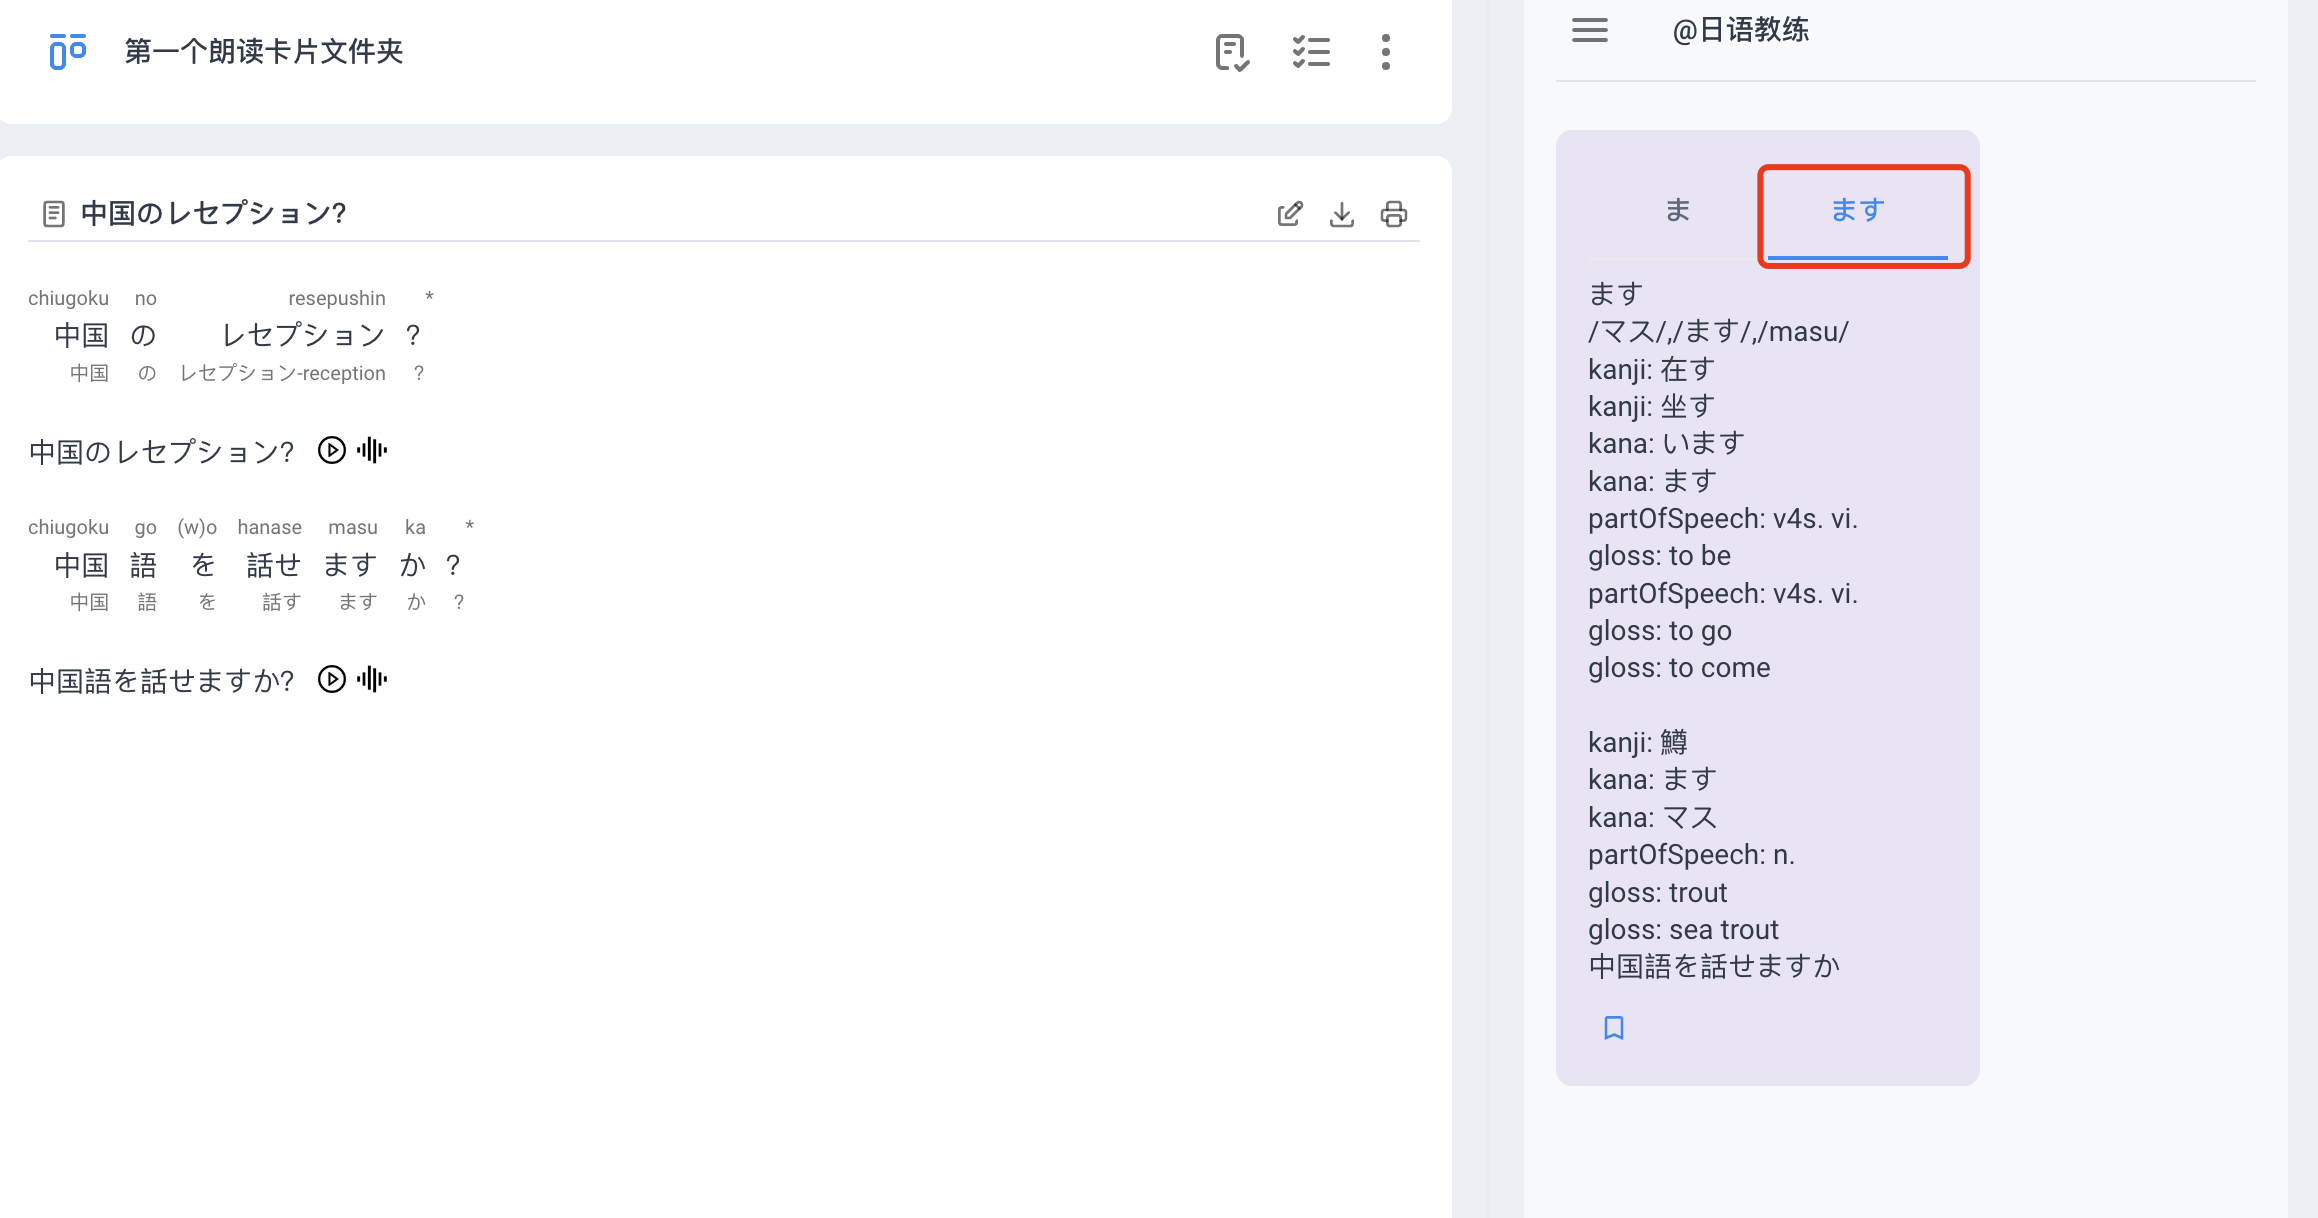 第一个朗读卡片文件夹
中国のレセプション?
chiugoku no resepushin *
中国 の レセプション ?
中国 の レセプション-reception ?
中国のレセプション?
chiugoku go (w)o hanase masu ka *
中国 語 を 話せ ます か ?
中国 語 を 話す ます か ?
中国語を話せますか?
@日语教练
ま ます
ます
/マス/,/ます/,/masu/
kanji: 在す
kanji: 坐す
kana: います
kana: ます
partOfSpeech: v4s. vi.
gloss: to be
partOfSpeech: v4s. vi.
gloss: to go
gloss: to come
kanji: 鱒
kana: ます
kana: マス
partOfSpeech: n.
gloss: trout
gloss: sea trout
中国語を話せますか